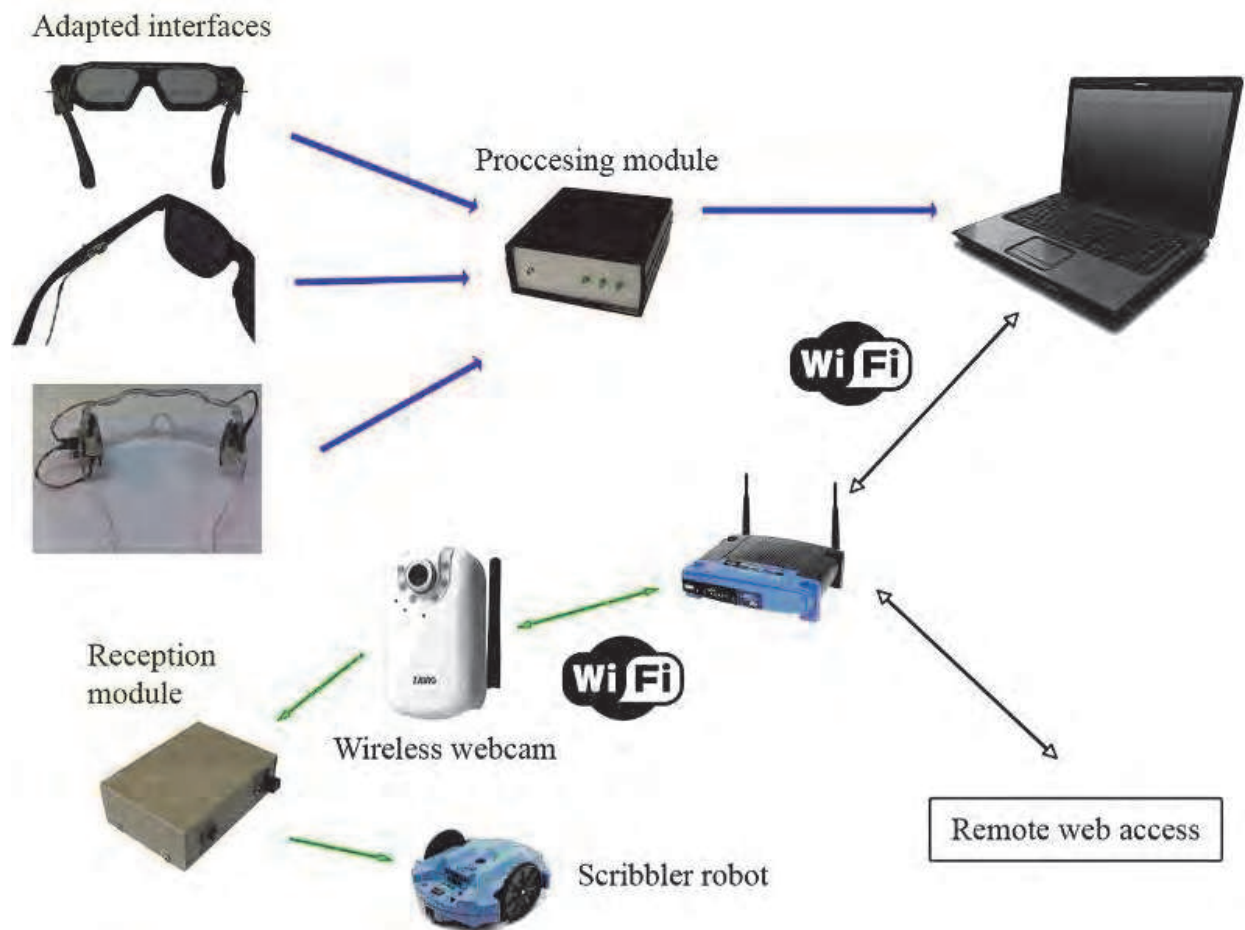 Adapted interfaces
Proccesing module
Wi Fi
Wi Fi
Reception
module
Wireless webcam
Remote web access
Scribbler robot